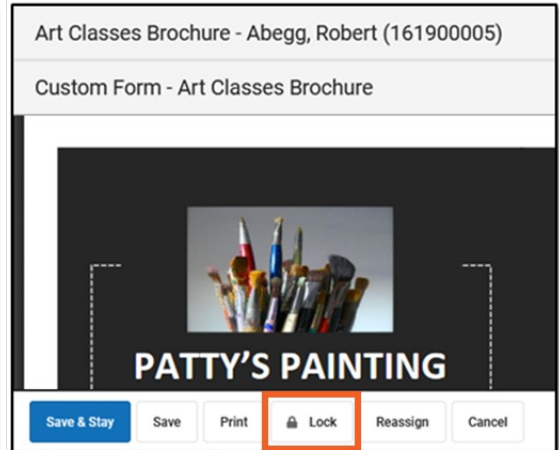 Art Classes Brochure - Abegg, Robert (161900005)
Custom Form - Art Classes Brochure
PATTY'S PAINTING
Save & Stay Save Print Lock Reassign Cancel